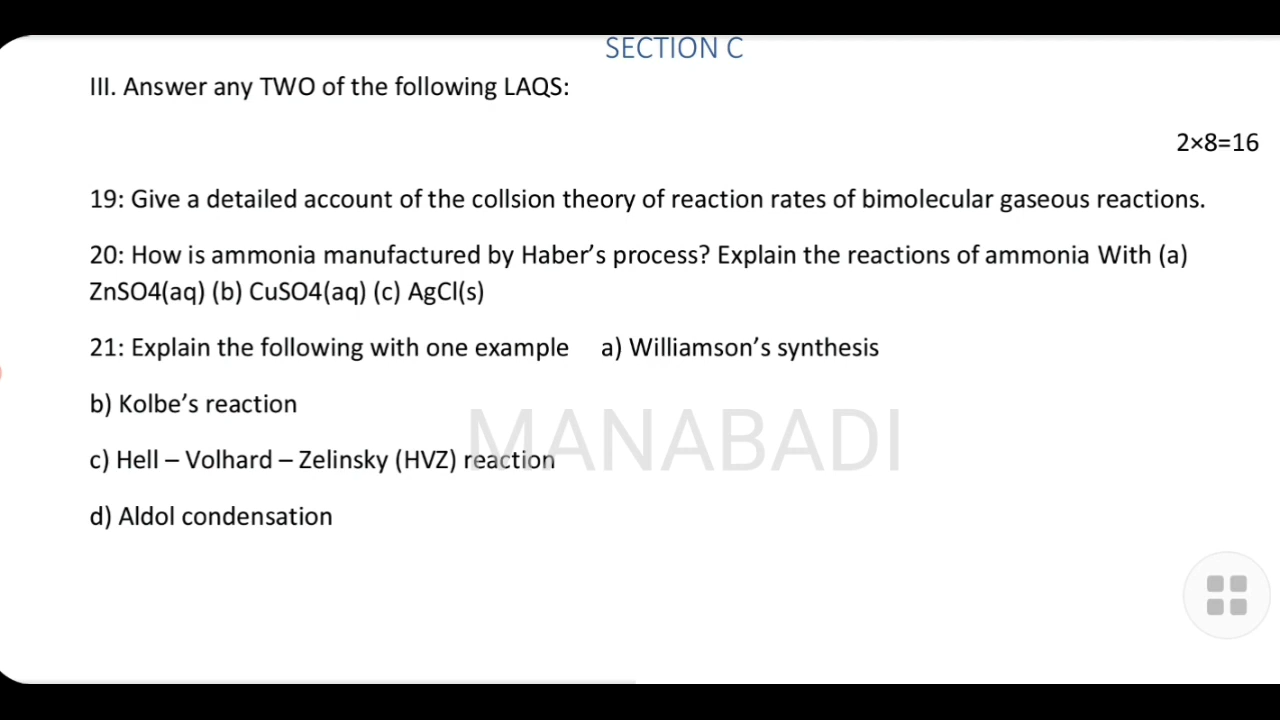 SECTION C
III. Answer any TWO of the following LAQS:
2×8=16
19: Give a detailed account of the collsion theory of reaction rates of bimolecular gaseous reactions.
20: How is ammonia manufactured by Haber’s process? Explain the reactions of ammonia With (a)
ZnSO4(aq) (b) CuSO4(aq) (c) AgCl(s)
21: Explain the following with one example a) Williamson’s synthesis
b) Kolbe’s reaction
MANABADI
c) Hell – Volhard – Zelinsky (HVZ) reaction
d) Aldol condensation